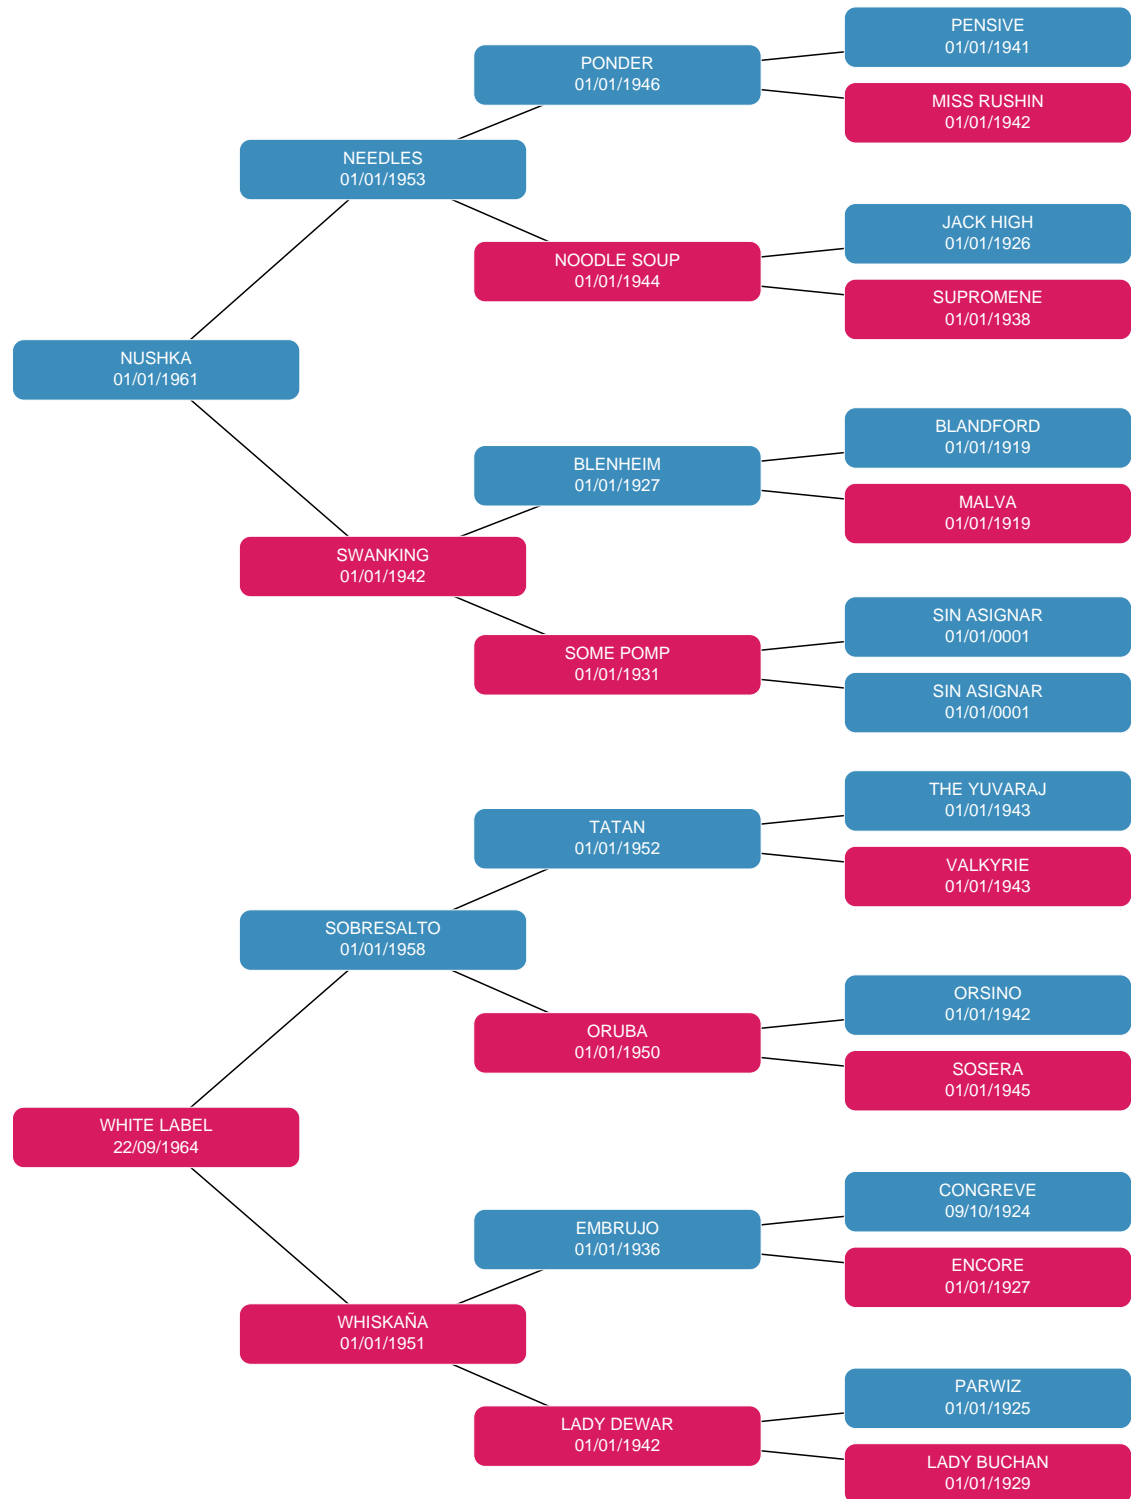 PENSIVE
01/01/1941
PONDER
01/01/1946
MISS RUSHIN
01/01/1942
NEEDLES
01/01/1953
JACK HIGH
01/01/1926
NOODLE SOUP
01/01/1944
SUPROMENE
01/01/1938
NUSHKA
01/01/1961
BLANDFORD
01/01/1919
BLENHEIM
01/01/1927
MALVA
01/01/1919
SWANKING
01/01/1942
SIN ASIGNAR
01/01/0001
SOME POMP
01/01/1931
SIN ASIGNAR
01/01/0001
THE YUVARAJ
01/01/1943
TATAN
01/01/1952
VALKYRIE
01/01/1943
SOBRESALTO
01/01/1958
ORSINO
01/01/1942
ORUBA
01/01/1950
SOSERA
01/01/1945
WHITE LABEL
22/09/1964
CONGREVE
09/10/1924
EMBRUJO
01/01/1936
ENCORE
01/01/1927
WHISKAÑA
01/01/1951
PARWIZ
01/01/1925
LADY DEWAR
01/01/1942
LADY BUCHAN
01/01/1929